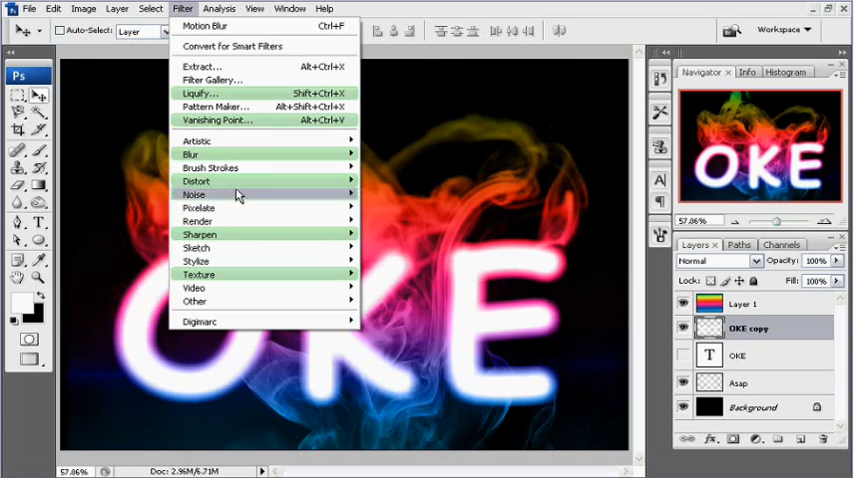 File Edit Image Layer Select Filter Analysis View Window Help
Auto-Select: Layer
Workspace
Ps
Motion Blur Ctrl+F
Convert for Smart Filters
Extract... Alt+Ctrl+X
Filter Gallery...
Liquify... Shift+Ctrl+X
Pattern Maker... Alt+Shift+Ctrl+X
Vanishing Point... Alt+Ctrl+V
Artistic
Blur
Brush Strokes
Distort
Noise
Pixelate
Render
Sharpen
Sketch
Stylize
Texture
Video
Other
Digimarc
OKE
Navigator Info Histogram
OKE
57.86%
Layers Paths Channels
Normal Opacity: 100%
Lock: Fill: 100%
Layer 1
OKE copy
T OKE
Asap
Background
57.86% Doc: 2.96M/6.71M